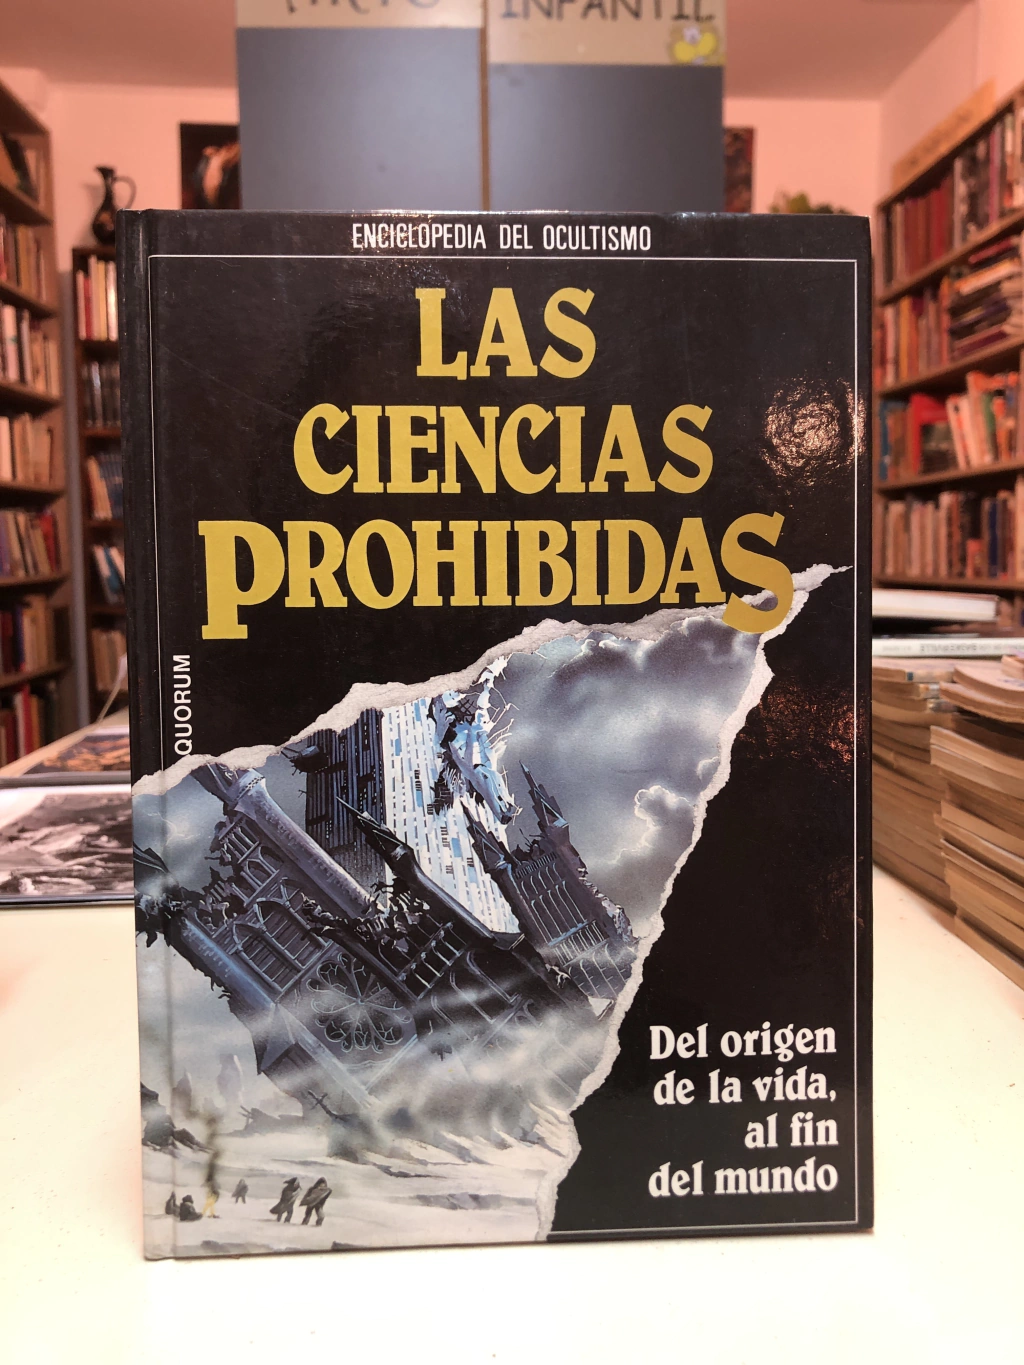 INFANTIL
ENCICLOPEDIA DEL OCULTISMO
LAS
CIENCIAS
PROHIBIDAS
QUORUM
Del origen
de la vida,
al fin
del mundo